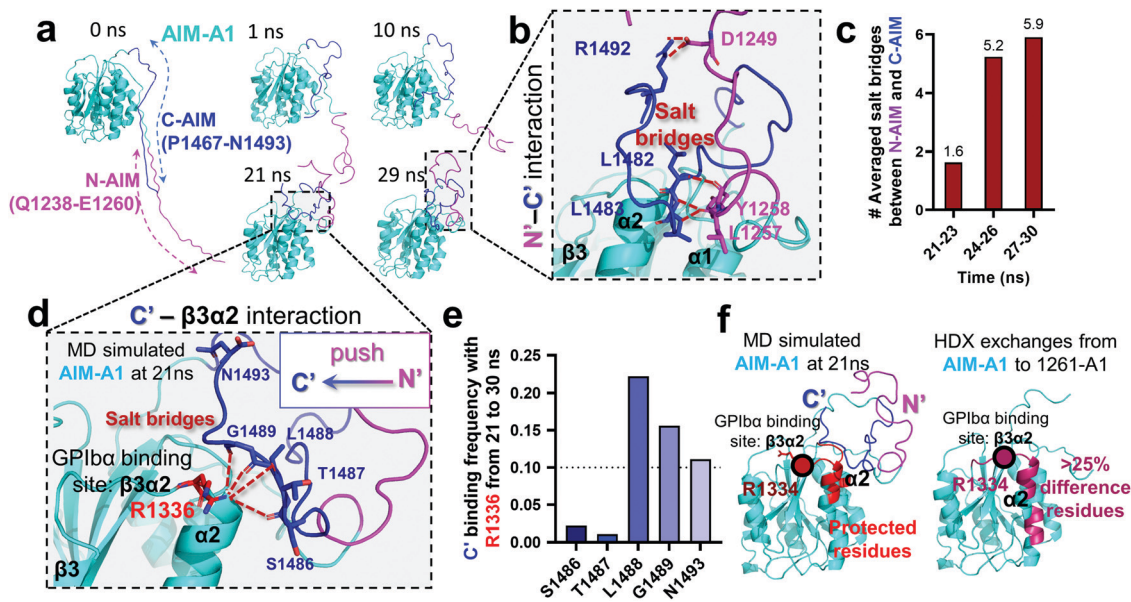 a
0 ns
AIM-A1
1 ns
10 ns
C-AIM
(P1467-N1493)
N-AIM
(Q1238-E1260)
21 ns
29 ns
b
N'–C' interaction
R1492
D1249
Salt
bridges
L1482
L1483
α2
Y1258
L1257
β3
α1
c
# Averaged salt bridges
between N-AIM and C-AIM
6
4
2
0
1.6
5.2
5.9
21-23
24-26
27-30
Time (ns)
d
C' – β3α2 interaction
MD simulated
AIM-A1 at 21ns
push
C'
N'
N1493
Salt bridges
G1489
L1488
GPIbα binding
site: β3α2
T1487
R1336
α2
S1486
β3
e
C' binding frequency with
R1336 from 21 to 30 ns
0.25
0.20
0.15
0.10
0.05
0.00
S1486
T1487
L1488
G1489
N1493
f
MD simulated
AIM-A1 at 21ns
C'
N'
GPIbα binding
site: β3α2
R1334
α2
Protected
residues
HDX exchanges from
AIM-A1 to 1261-A1
GPIbα binding
site: β3α2
R1334
α2
>25%
difference
residues